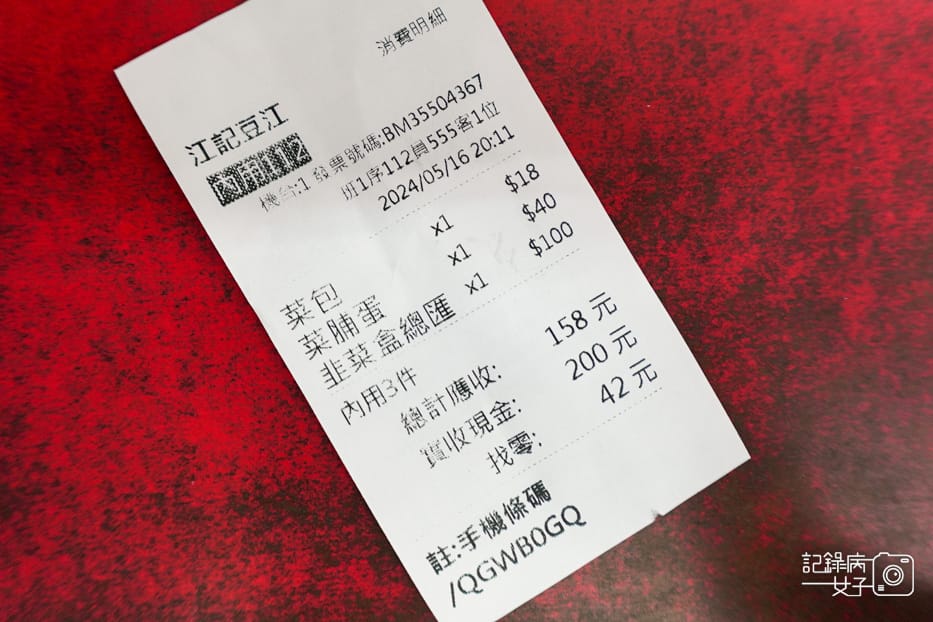 消費明細
江記豆江
機台:1 發票號碼:BM35504367
班1序112員555客1位
2024/05/16 20:11
菜包 x1 $18
菜脯蛋 x1 $40
韭菜盒總匯 x1 $100
內用3件
總計應收: 158 元
實收現金: 200 元
找零: 42 元
註:手機條碼
/QGWB0GQ
記錄病
女子